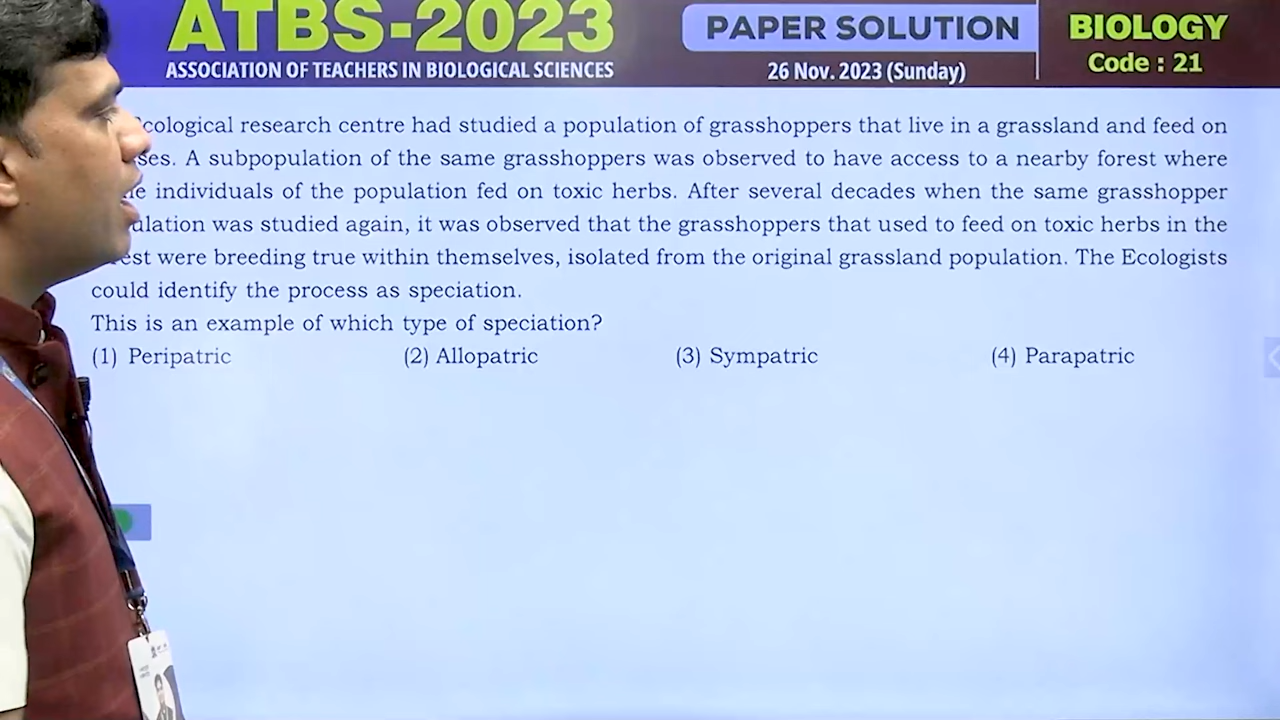 ATBS-2023
ASSOCIATION OF TEACHERS IN BIOLOGICAL SCIENCES
PAPER SOLUTION
26 Nov. 2023 (Sunday)
BIOLOGY
Code : 21
research centre had studied a population of grasshoppers that live in a grassland and feed on
A subpopulation of the same grasshoppers was observed to have access to a nearby forest where
individuals of the population fed on toxic herbs. After several decades when the same grasshopper
was studied again, it was observed that the grasshoppers that used to feed on toxic herbs in the
were breeding true within themselves, isolated from the original grassland population. The Ecologists
could identify the process as speciation.
This is an example of which type of speciation?
(1) Peripatric (2) Allopatric (3) Sympatric (4) Parapatric